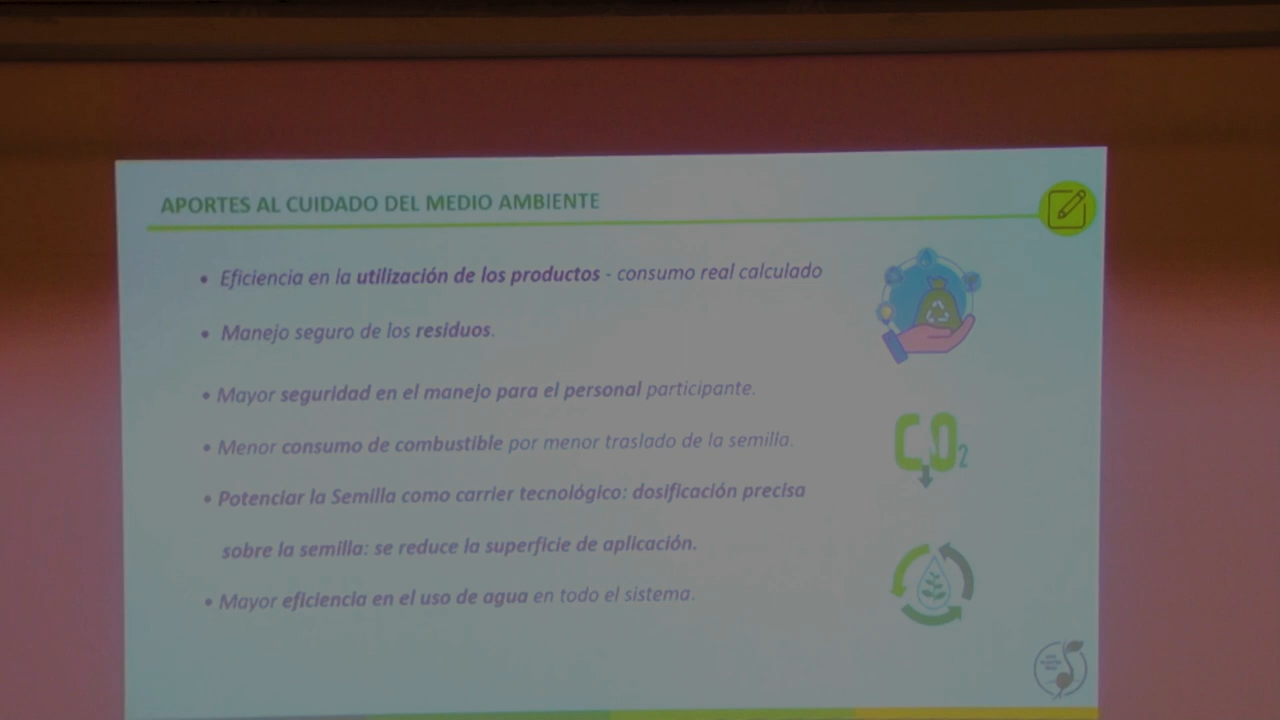 APORTES AL CUIDADO DEL MEDIO AMBIENTE
• Eficiencia en la utilización de los productos - consumo real calculado
• Manejo seguro de los residuos.
• Mayor seguridad en el manejo para el personal participante.
• Menor consumo de combustible por menor traslado de la semilla.
• Potenciar la Semilla como carrier tecnológico: dosificación precisa
sobre la semilla: se reduce la superficie de aplicación.
• Mayor eficiencia en el uso de agua en todo el sistema.
CO₂